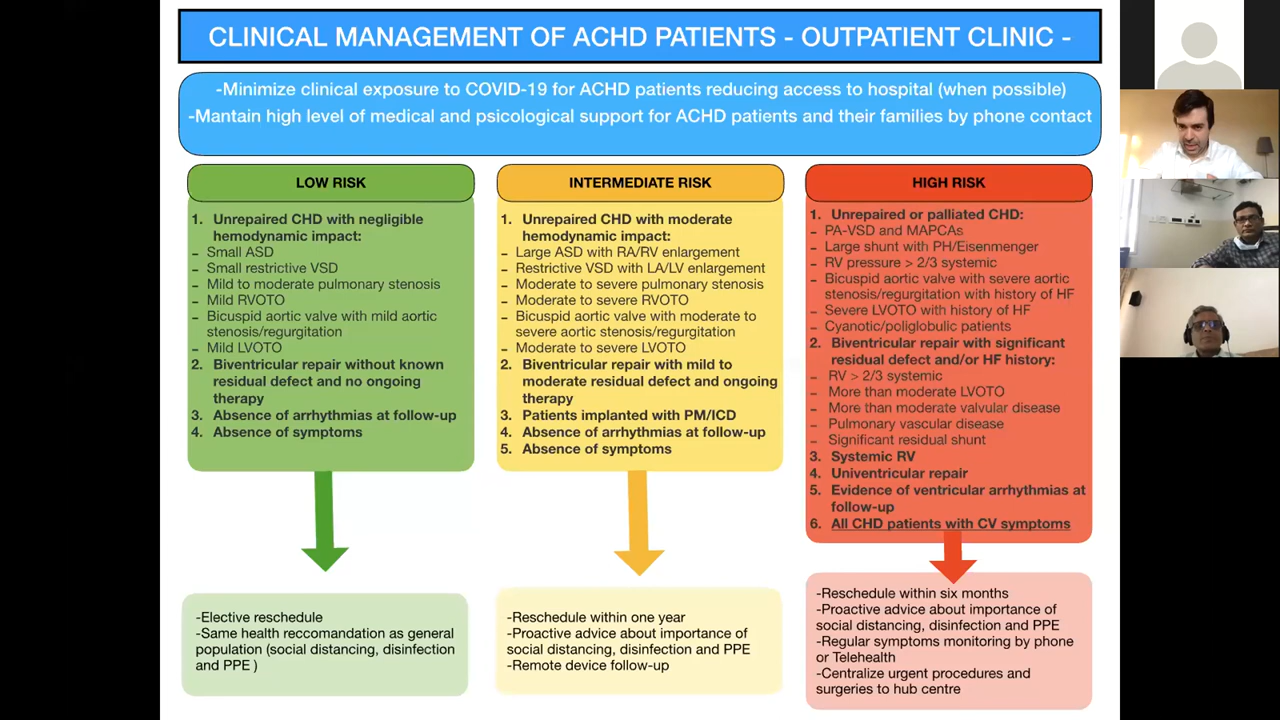 CLINICAL MANAGEMENT OF ACHD PATIENTS - OUTPATIENT CLINIC -
-Minimize clinical exposure to COVID-19 for ACHD patients reducing access to hospital (when possible)
-Mantain high level of medical and psicological support for ACHD patients and their families by phone contact
LOW RISK
1. Unrepaired CHD with negligible
hemodynamic impact:
– Small ASD
– Small restrictive VSD
– Mild to moderate pulmonary stenosis
– Mild RVOTO
– Bicuspid aortic valve with mild aortic
stenosis/regurgitation
– Mild LVOTO
2. Biventricular repair without known
residual defect and no ongoing
therapy
3. Absence of arrhythmias at follow-up
4. Absence of symptoms
-Elective reschedule
-Same health reccomandation as general
population (social distancing, disinfection
and PPE )
INTERMEDIATE RISK
1. Unrepaired CHD with moderate
hemodynamic impact:
– Large ASD with RA/RV enlargement
– Restrictive VSD with LA/LV enlargement
– Moderate to severe pulmonary stenosis
– Moderate to severe RVOTO
– Bicuspid aortic valve with moderate to
severe aortic stenosis/regurgitation
– Moderate to severe LVOTO
2. Biventricular repair with mild to
moderate residual defect and ongoing
therapy
3. Patients implanted with PM/ICD
4. Absence of arrhythmias at follow-up
5. Absence of symptoms
-Reschedule within one year
-Proactive advice about importance of
social distancing, disinfection and PPE
-Remote device follow-up
HIGH RISK
1. Unrepaired or palliated CHD:
– PA-VSD and MAPCAs
– Large shunt with PH/Eisenmenger
– RV pressure > 2/3 systemic
– Bicuspid aortic valve with severe aortic
stenosis/regurgitation with history of HF
– Severe LVOTO with history of HF
– Cyanotic/poliglobulic patients
2. Biventricular repair with significant
residual defect and/or HF history:
– RV > 2/3 systemic
– More than moderate LVOTO
– More than moderate valvular disease
– Pulmonary vascular disease
– Significant residual shunt
3. Systemic RV
4. Univentricular repair
5. Evidence of ventricular arrhythmias at
follow-up
6. All CHD patients with CV symptoms
-Reschedule within six months
-Proactive advice about importance of
social distancing, disinfection and PPE
-Regular symptoms monitoring by phone
or Telehealth
-Centralize urgent procedures and
surgeries to hub centre